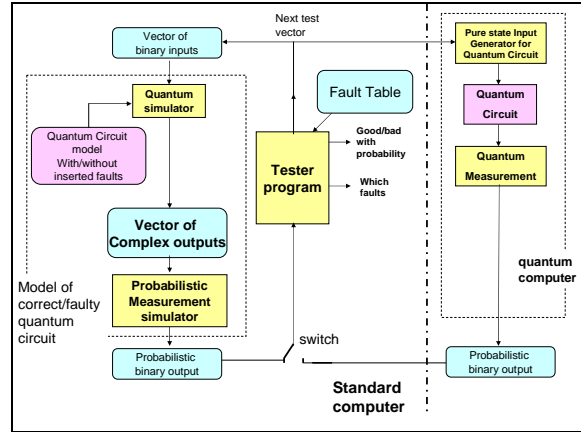 Vector of
binary inputs
Next test
vector
Pure state Input
Generator for
Quantum Circuit
Quantum
simulator
Fault Table
Quantum
Circuit
Quantum Circuit
model
With/without
inserted faults
Good/bad
with
probability
Tester
program
Which
faults
Quantum
Measurement
Vector of
Complex outputs
quantum
computer
Model of
correct/faulty
quantum
circuit
Probabilistic
Measurement
simulator
switch
Probabilistic
binary output
Standard
computer
Probabilistic
binary output